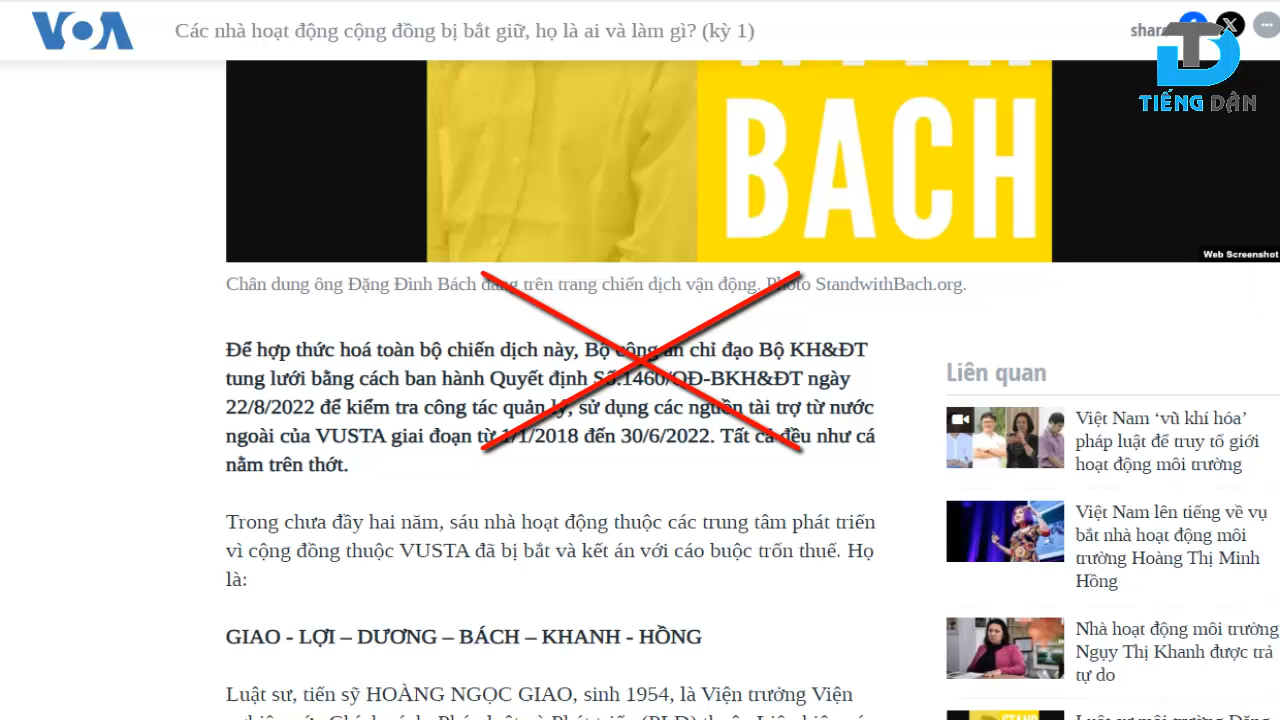 VOA
Các nhà hoạt động cộng đồng bị bắt giữ, họ là ai và làm gì? (kỳ 1)
share
TIẾNG DÂN
BACH
Web Screenshot
Chân dung ông Đặng Đình Bách đăng trên trang chiến dịch vận động. Photo StandwithBach.org.
Để hợp thức hoá toàn bộ chiến dịch này, Bộ công an chỉ đạo Bộ KH&ĐT
tung lưới bằng cách ban hành Quyết định Số.1460/QĐ-BKH&ĐT ngày
22/8/2022 để kiểm tra công tác quản lý, sử dụng các nguồn tài trợ từ nước
ngoài của VUSTA giai đoạn từ 1/1/2018 đến 30/6/2022. Tất cả đều như cá
nằm trên thớt.
Trong chưa đầy hai năm, sáu nhà hoạt động thuộc các trung tâm phát triển
vì cộng đồng thuộc VUSTA đã bị bắt và kết án với cáo buộc trốn thuế. Họ
là:
GIAO - LỢI – DƯƠNG – BÁCH – KHANH - HỒNG
Luật sư, tiến sỹ HOÀNG NGỌC GIAO, sinh 1954, là Viện trưởng Viện
Liên quan
Việt Nam ‘vũ khí hóa’
pháp luật để truy tố giới
hoạt động môi trường
Việt Nam lên tiếng về vụ
bắt nhà hoạt động môi
trường Hoàng Thị Minh
Hồng
Nhà hoạt động môi trường
Ngụy Thị Khanh được trả
tự do